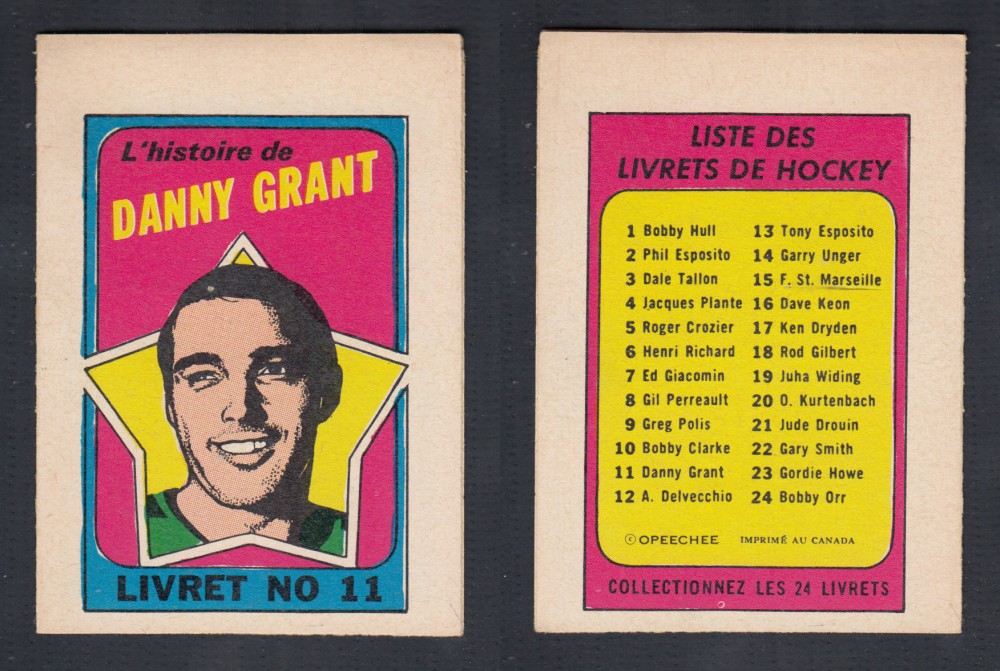 L'histoire de
DANNY GRANT
LIVRET NO 11
LISTE DES
LIVRETS DE HOCKEY
1 Bobby Hull
2 Phil Esposito
3 Dale Tallon
4 Jacques Plante
5 Roger Crozier
6 Henri Richard
7 Ed Giacomin
8 Gil Perreault
9 Greg Polis
10 Bobby Clarke
11 Danny Grant
12 A. Delvecchio
13 Tony Esposito
14 Garry Unger
15 F. St. Marseille
16 Dave Keon
17 Ken Dryden
18 Rod Gilbert
19 Juha Widing
20 O. Kurtenbach
21 Jude Drouin
22 Gary Smith
23 Gordie Howe
24 Bobby Orr
© OPEECHEE IMPRIMÉ AU CANADA
COLLECTIONNEZ LES 24 LIVRETS